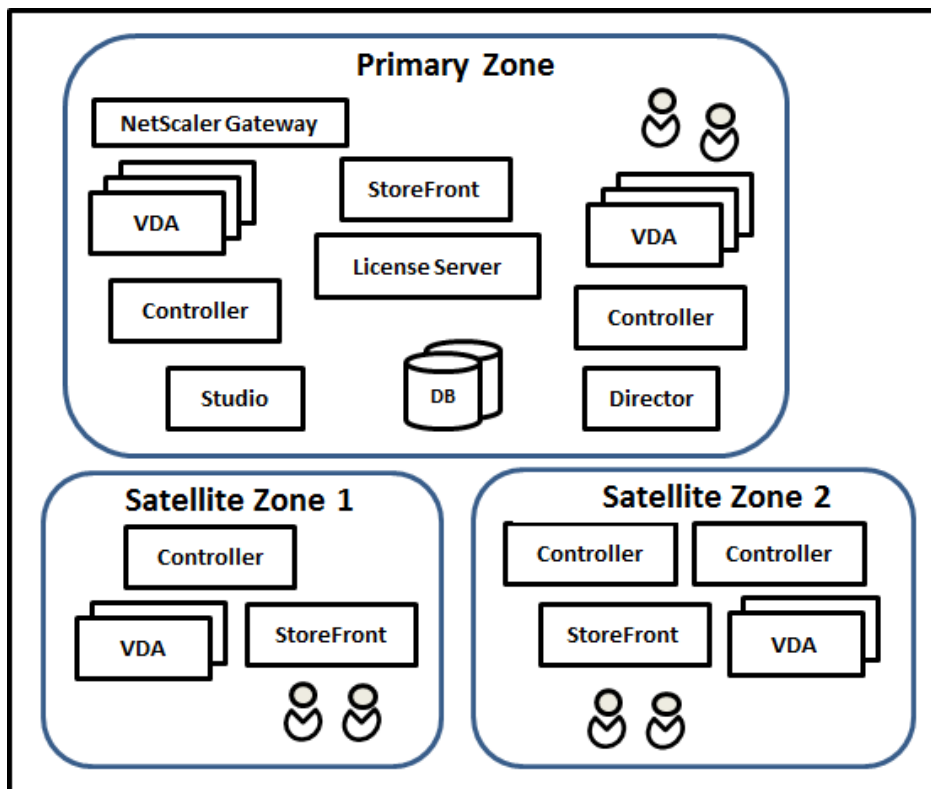 Primary Zone
NetScaler Gateway
StoreFront
VDA
VDA
License Server
Controller
Controller
Studio
DB
Director
Satellite Zone 1
Controller
VDA
StoreFront
Satellite Zone 2
Controller
Controller
StoreFront
VDA